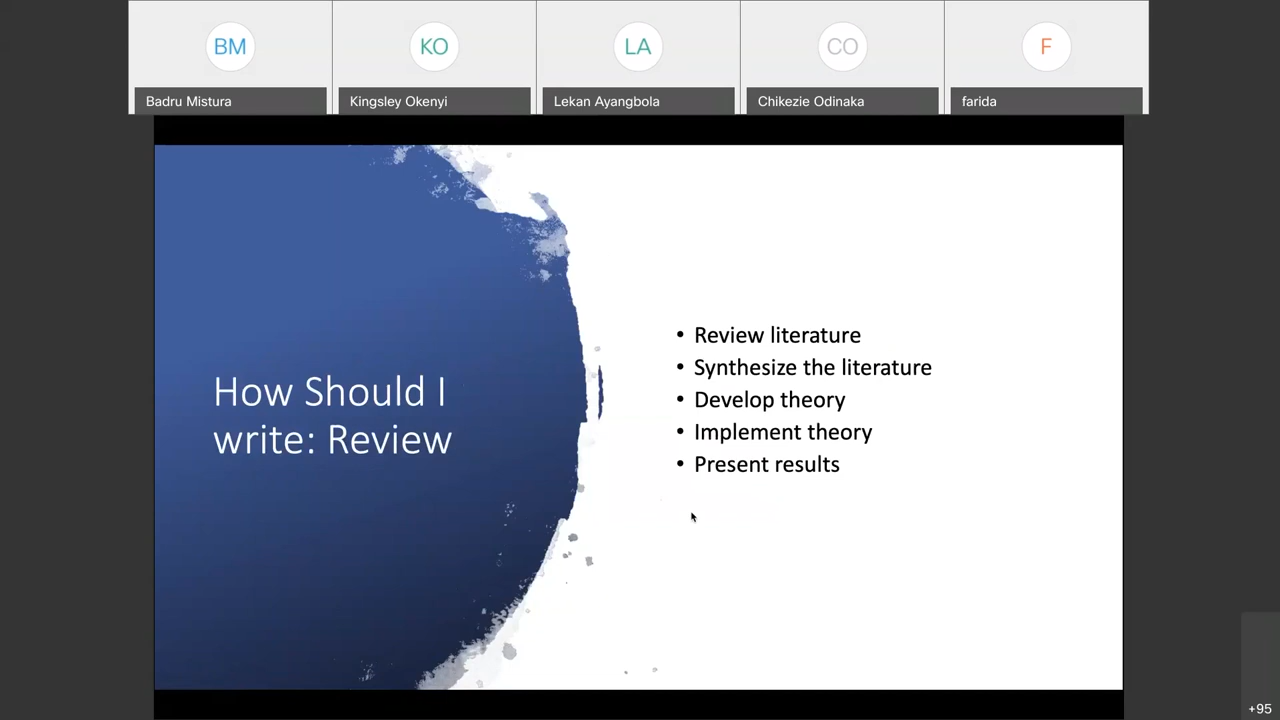 BM
KO
LA
CO
F
Badru Mistura
Kingsley Okenyi
Lekan Ayangbola
Chikezie Odinaka
farida
How Should I
write: Review
• Review literature
• Synthesize the literature
• Develop theory
• Implement theory
• Present results
+95